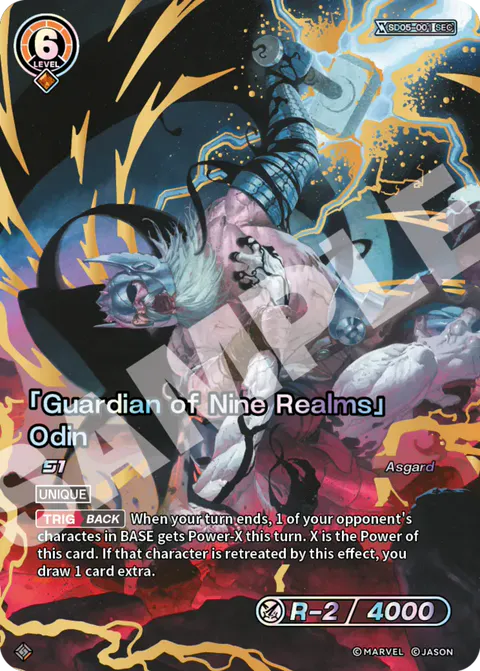 6
LEVEL
SD05-001 SEC
SAMPLE
「Guardian of Nine Realms」
Odin
S1
Asgard
UNIQUE
TRIG BACK When your turn ends, 1 of your opponent's
charactes in BASE gets Power-X this turn. X is the Power of
this card. If that character is retreated by this effect, you
draw 1 card extra.
R-2 / 4000
©MARVEL ©JASON